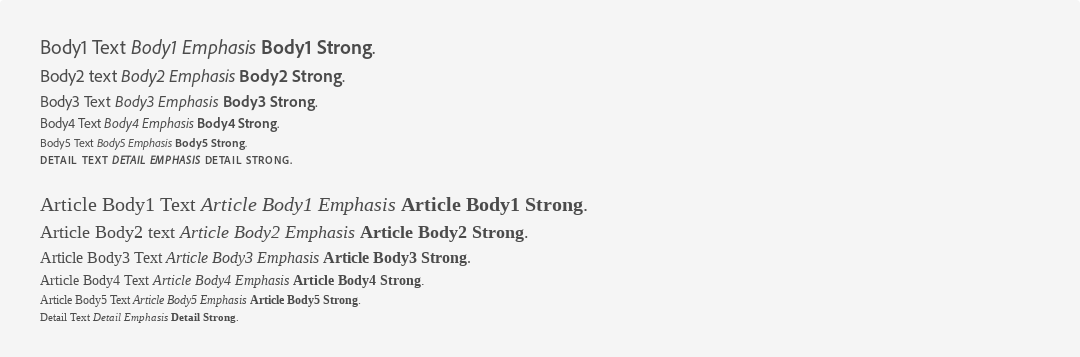 Body1 Text Body1 Emphasis Body1 Strong.
Body2 text Body2 Emphasis Body2 Strong.
Body3 Text Body3 Emphasis Body3 Strong.
Body4 Text Body4 Emphasis Body4 Strong.
Body5 Text Body5 Emphasis Body5 Strong.
DETAIL TEXT DETAIL EMPHASIS DETAIL STRONG.
Article Body1 Text Article Body1 Emphasis Article Body1 Strong.
Article Body2 text Article Body2 Emphasis Article Body2 Strong.
Article Body3 Text Article Body3 Emphasis Article Body3 Strong.
Article Body4 Text Article Body4 Emphasis Article Body4 Strong.
Article Body5 Text Article Body5 Emphasis Article Body5 Strong.
Detail Text Detail Emphasis Detail Strong.